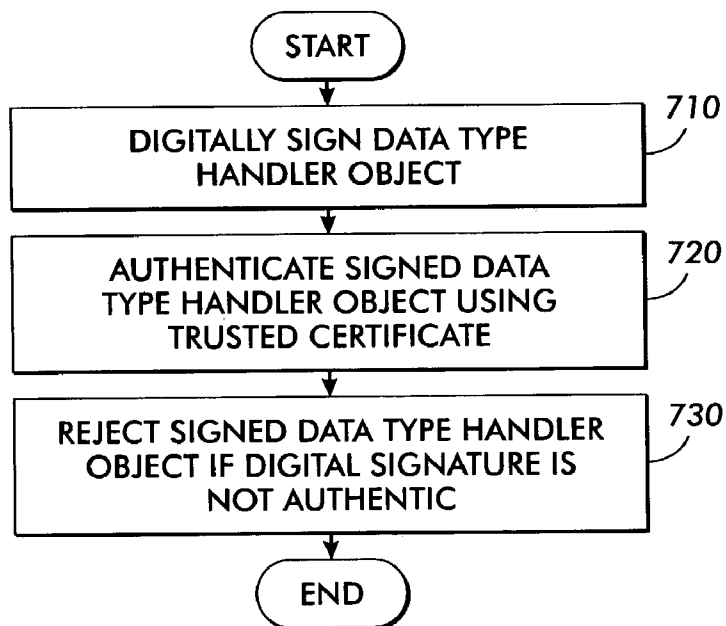 START
710
DIGITALLY SIGN DATA TYPE
HANDLER OBJECT
720
AUTHENTICATE SIGNED DATA
TYPE HANDLER OBJECT USING
TRUSTED CERTIFICATE
730
REJECT SIGNED DATA TYPE HANDLER
OBJECT IF DIGITAL SIGNATURE IS
NOT AUTHENTIC
END